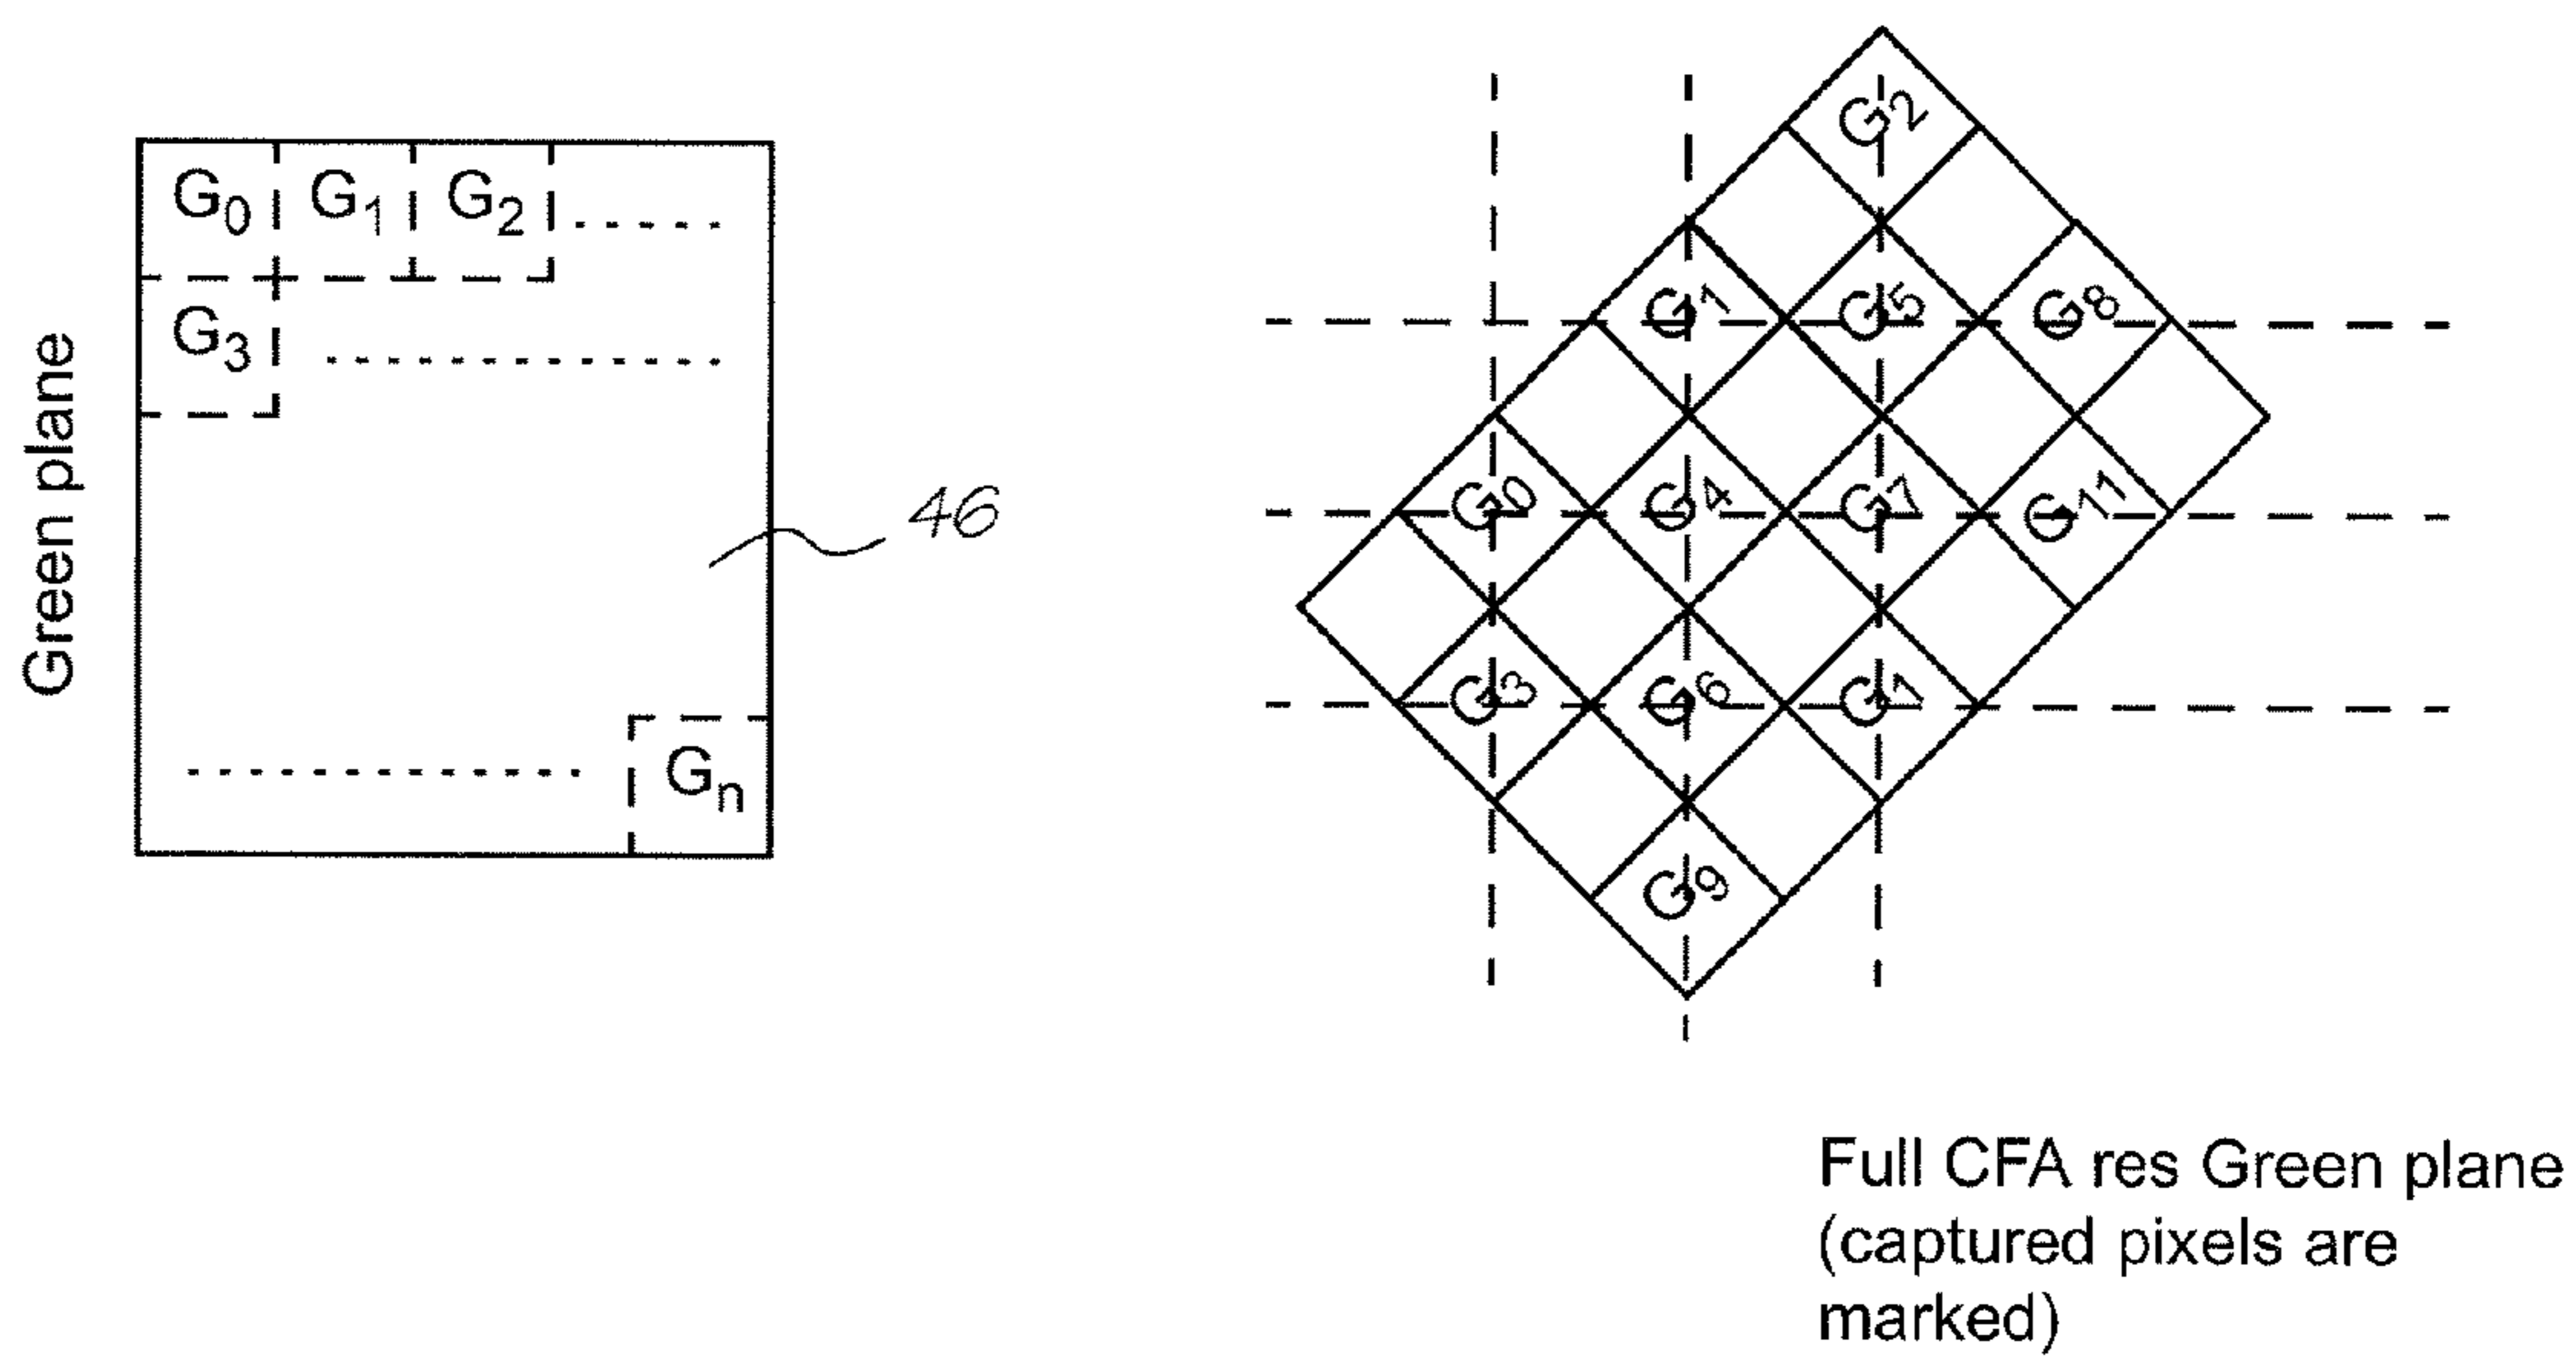 Green plane
G0 G1 G2
G3
Gn
46
G2
G1 G5 G8
G0 G4 G7 G11
G3 G6 G1
G9
Full CFA res Green plane
(captured pixels are
marked)